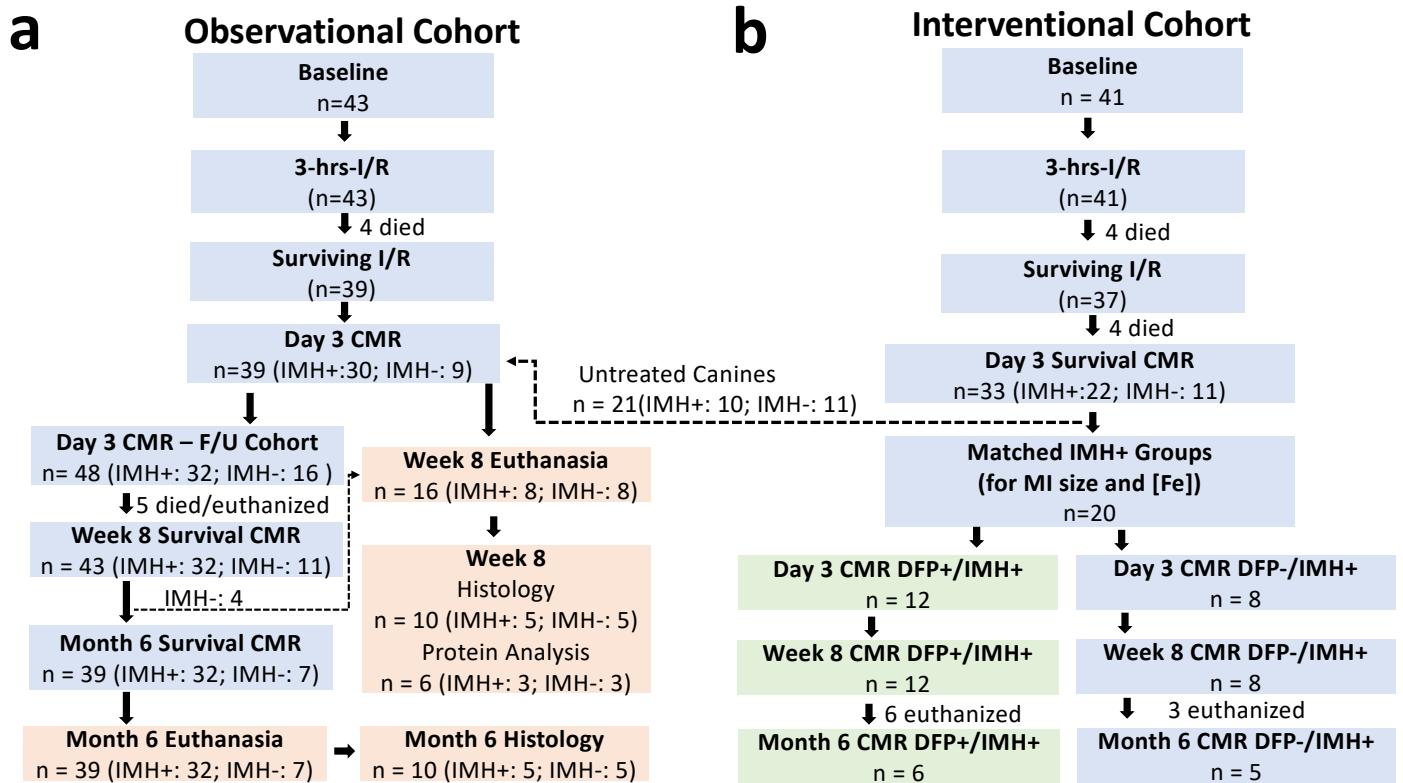 a
Observational Cohort
Baseline
n=43
3-hrs-I/R
(n=43)
4 died
Surviving I/R
(n=39)
Day 3 CMR
n=39 (IMH+:30; IMH-: 9)
Day 3 CMR – F/U Cohort
n= 48 (IMH+: 32; IMH-: 16 )
5 died/euthanized
Week 8 Survival CMR
n = 43 (IMH+: 32; IMH-: 11)
IMH-: 4
Month 6 Survival CMR
n = 39 (IMH+: 32; IMH-: 7)
Month 6 Euthanasia
n = 39 (IMH+: 32; IMH-: 7)
Week 8 Euthanasia
n = 16 (IMH+: 8; IMH-: 8)
Week 8
Histology
n = 10 (IMH+: 5; IMH-: 5)
Protein Analysis
n = 6 (IMH+: 3; IMH-: 3)
Month 6 Histology
n = 10 (IMH+: 5; IMH-: 5)
Untreated Canines
n = 21(IMH+: 10; IMH-: 11)
b
Interventional Cohort
Baseline
n = 41
3-hrs-I/R
(n=41)
4 died
Surviving I/R
(n=37)
4 died
Day 3 Survival CMR
n=33 (IMH+:22; IMH-: 11)
Matched IMH+ Groups
(for MI size and [Fe])
n=20
Day 3 CMR DFP+/IMH+
n = 12
Week 8 CMR DFP+/IMH+
n = 12
6 euthanized
Month 6 CMR DFP+/IMH+
n = 6
Day 3 CMR DFP-/IMH+
n = 8
Week 8 CMR DFP-/IMH+
n = 8
3 euthanized
Month 6 CMR DFP-/IMH+
n = 5